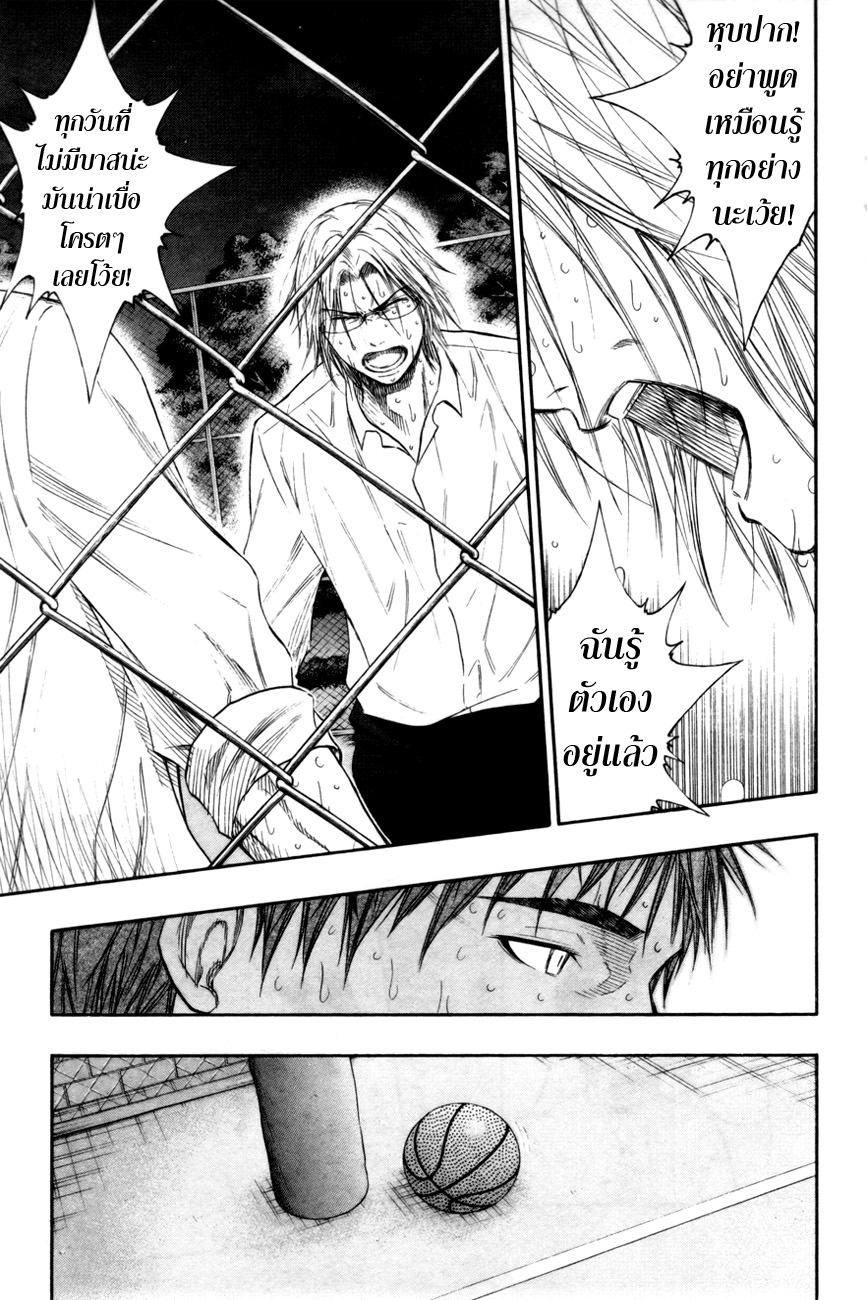 หุบปาก!
อย่าพูด
เหมือนรู้
ทุกอย่าง
นะเว้ย!
ฉันรู้
ตัวเอง
อยู่แล้ว
ทุกวันที่
ไม่มีบาสน่ะ
มันน่าเบื่อ
โครตๆ
เลยโว้ย!